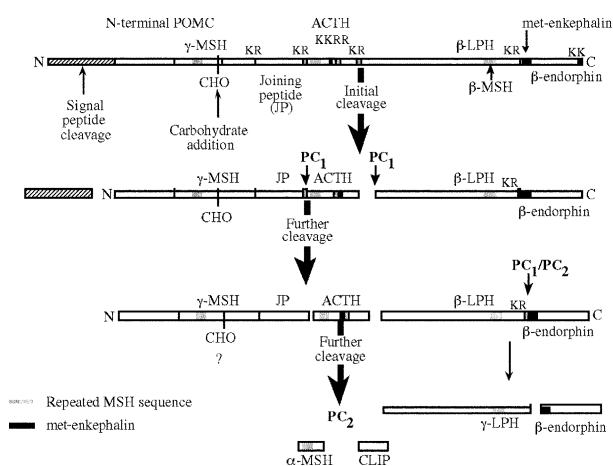 N-terminal POMC
ACTH
met-enkephalin
KKRR
γ-MSH
KR
KR
KR
β-LPH
KR
KK
N
C
CHO
Joining
peptide
(JP)
Initial
cleavage
β-MSH
β-endorphin
Signal
peptide
cleavage
Carbohydrate
addition
PC1
PC1
γ-MSH
JP
ACTH
β-LPH
KR
N
C
CHO
Further
cleavage
β-endorphin
PC1/PC2
γ-MSH
JP
ACTH
β-LPH
KR
N
C
CHO
?
Further
cleavage
β-endorphin
Repeated MSH sequence
met-enkephalin
PC2
γ-LPH
β-endorphin
α-MSH
CLIP